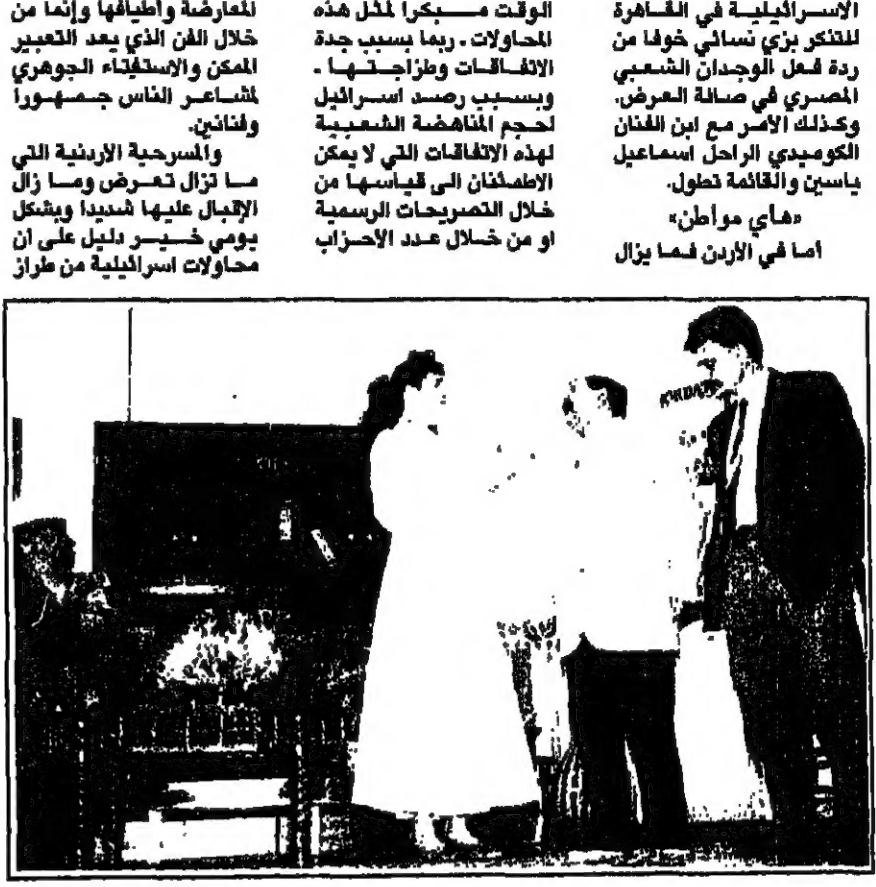 الاسرائيلية في القاهرة
للتنكر بزي نسائي خوفا من
ردة فعل الوجدان الشعبي
المصري في صالة العرض.
وكذلك الأمر مع ابن الفنان
الكوميدي الراحل اسماعيل
ياسين والقائمة تطول.
«هاي مواطن»
أما في الأردن فما يزال
الوقت مبكرا لمثل هذه
المحاولات. ربما بسبب جدة
الاتفاقات وطزاجتها.
وبسبب رصد اسرائيل
لحجم المناهضة الشعبية
لهذه الاتفاقات التي لا يمكن
الاطمئنان الى قياسها من
خلال التصريحات الرسمية
او من خلال عدد الأحزاب
المعارضة وأطيافها وإنما من
خلال الفن الذي يعد التعبير
الممكن والاستفتاء الجوهري
لمشاعر الناس جمهورا
وفنانين.
والمسرحية الاردنية التي
ما تزال تعرض وما زال
الإقبال عليها شديدا وبشكل
يومي خير دليل على ان
محاولات اسرائيلية من طراز